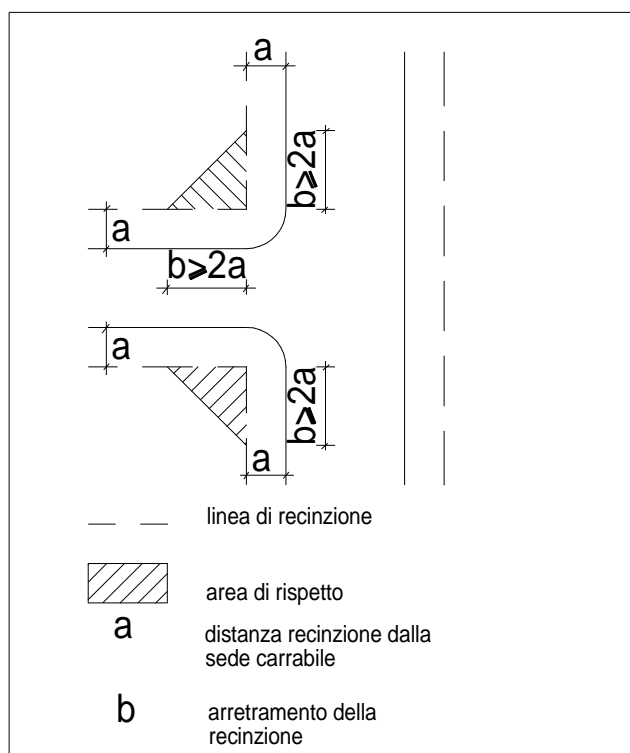 a
b⩾2a
a
b⩾2a
a
b⩾2a
a
linea di recinzione
area di rispetto
a
distanza recinzione dalla
sede carrabile
b
arretramento della
recinzione